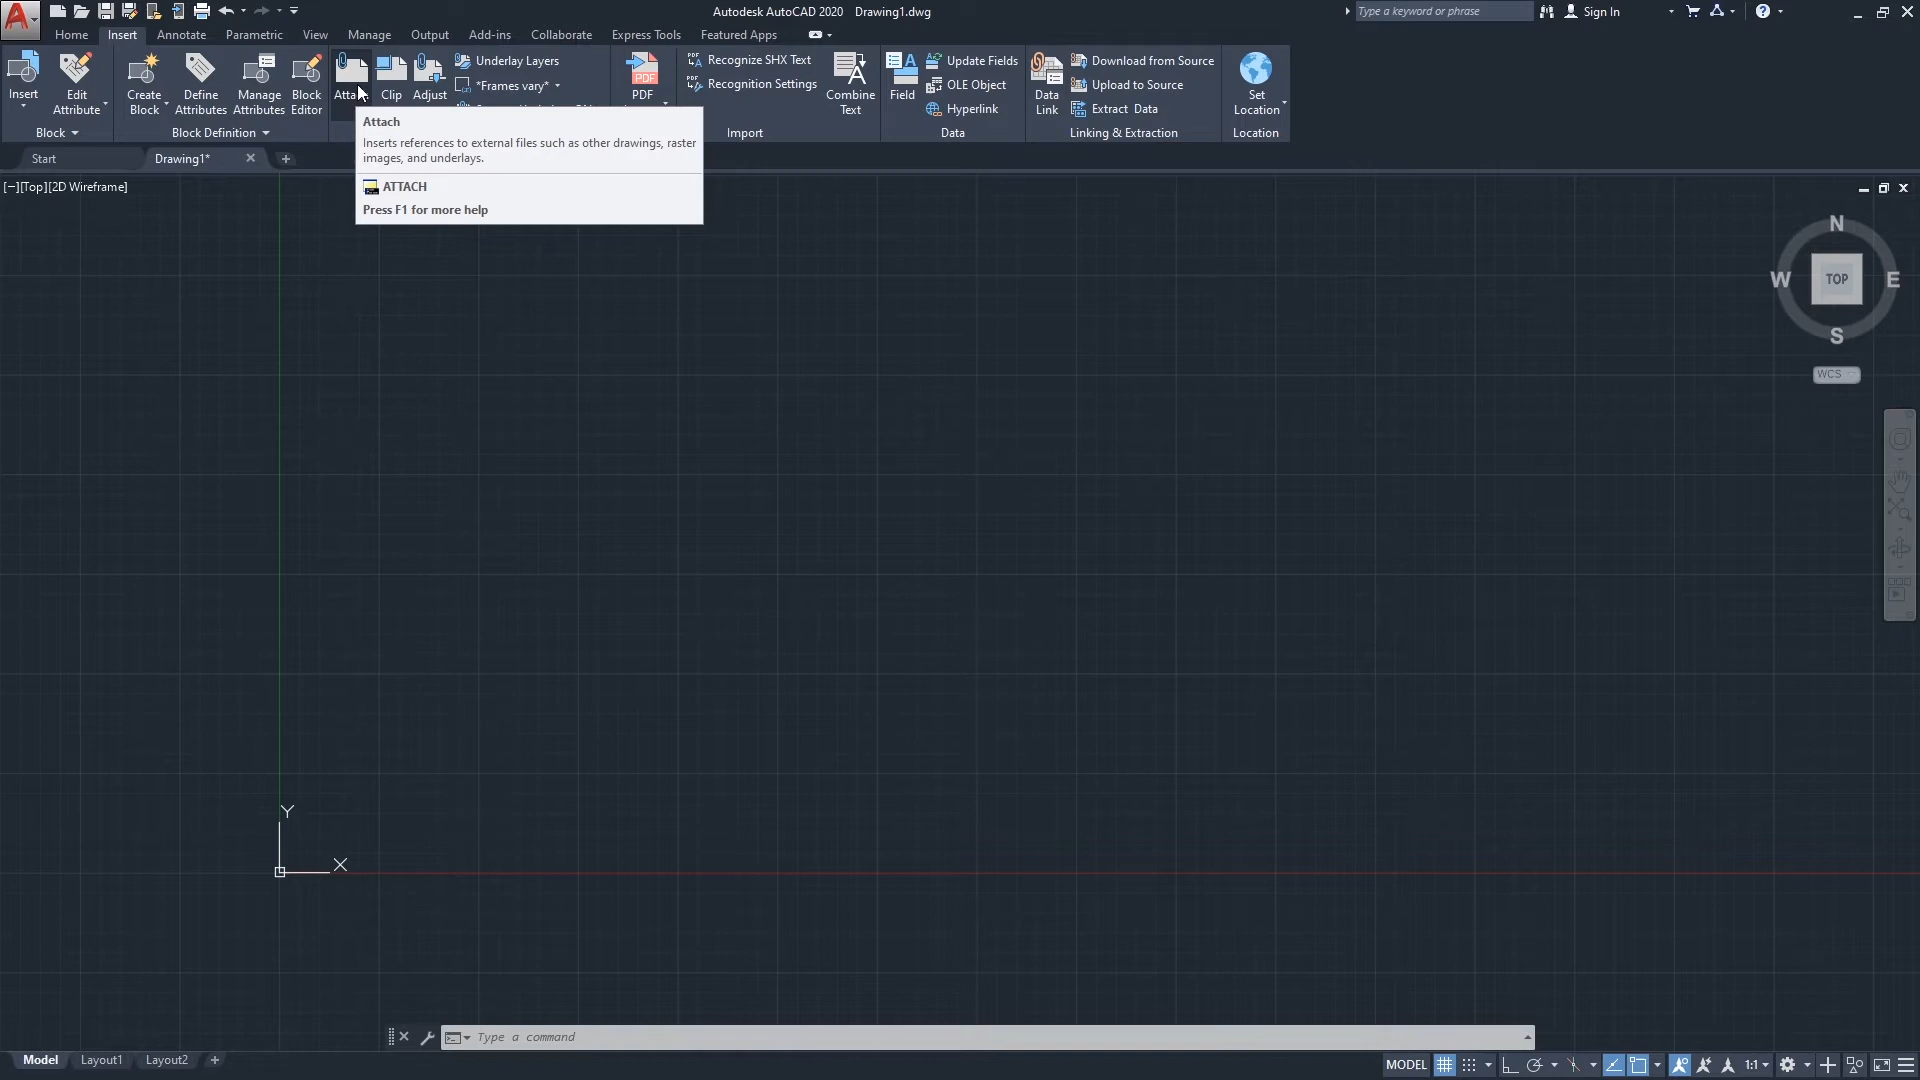 Autodesk AutoCAD 2020 Drawing1.dwg
Type a keyword or phrase
Sign In
Home Insert Annotate Parametric View Manage Output Add-ins Collaborate Express Tools Featured Apps
Insert
Edit
Attribute
Block
Create
Block
Define
Attributes
Manage
Attributes
Block
Editor
Block Definition
Clip
Adjust
Underlay Layers
*Frames vary*
PDF
Recognize SHX Text
Recognition Settings
Combine
Text
Import
Field
Update Fields
OLE Object
Hyperlink
Data
Data
Link
Download from Source
Upload to Source
Extract Data
Linking & Extraction
Set
Location
Location
Attach
Inserts references to external files such as other drawings, raster
images, and underlays.
ATTACH
Press F1 for more help
Start
Drawing1*
[−][Top][2D Wireframe]
N
W TOP E
S
WCS
Y
X
Type a command
Model Layout1 Layout2
MODEL
1:1